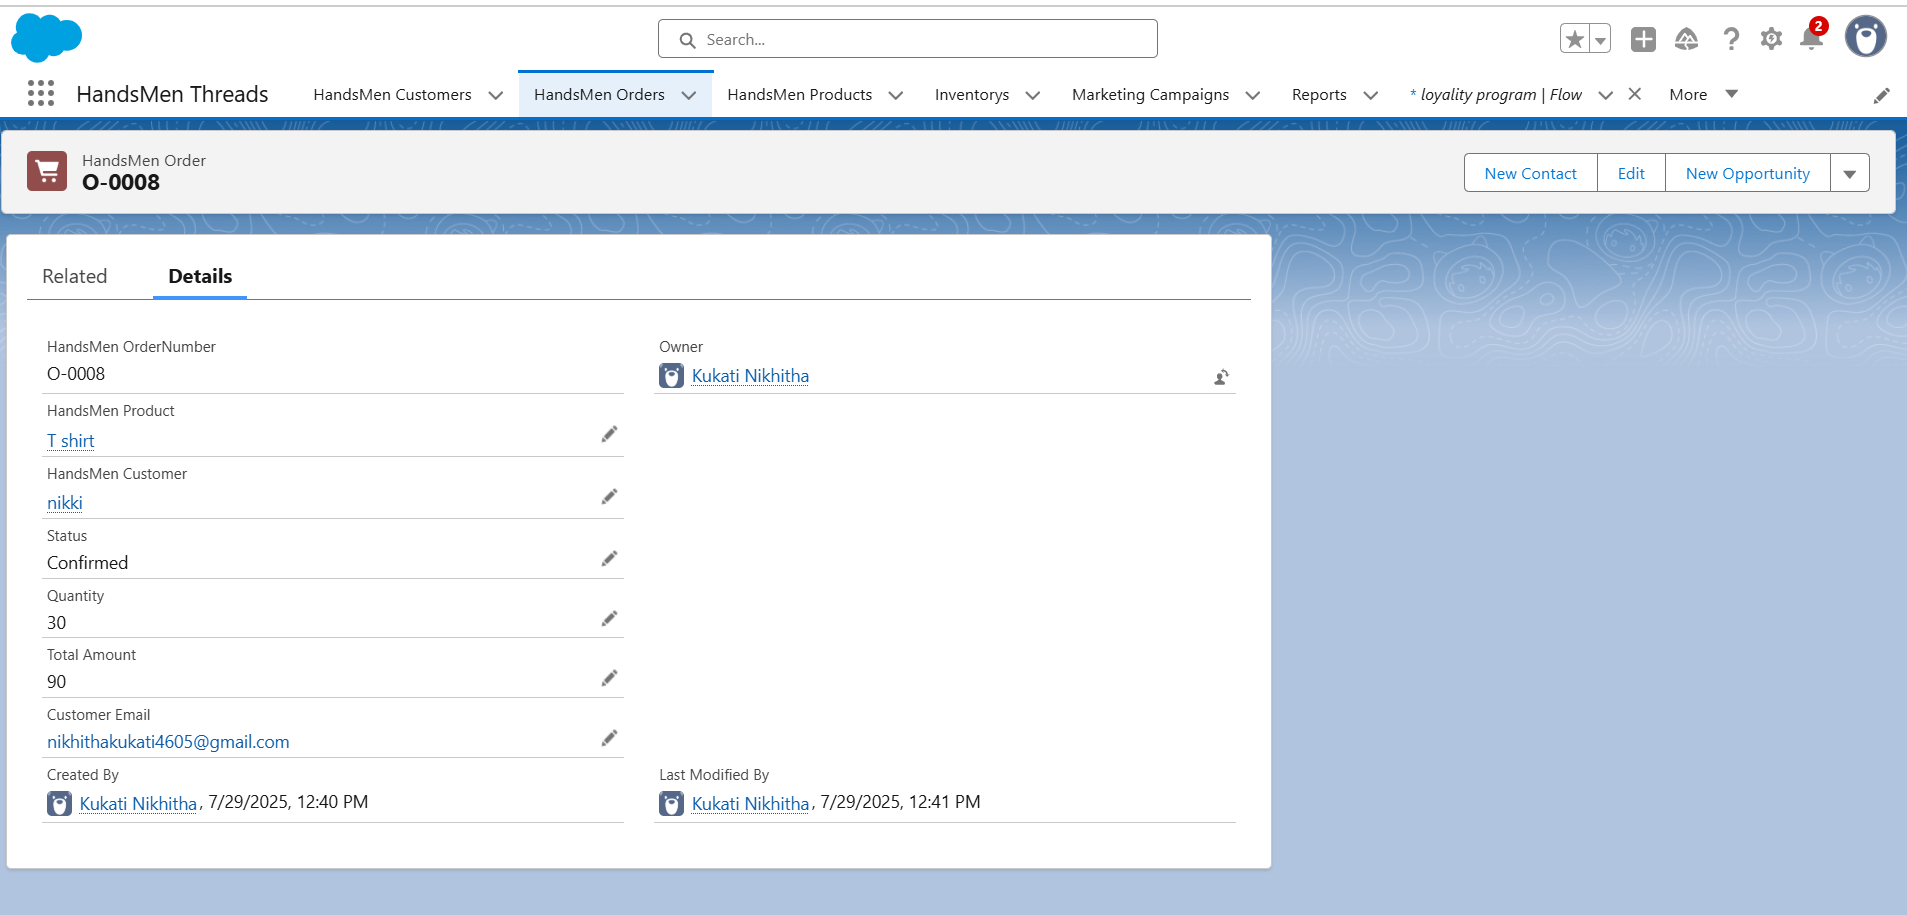 Search...
2
HandsMen Threads
HandsMen Customers
HandsMen Orders
HandsMen Products
Inventorys
Marketing Campaigns
Reports
* loyality program | Flow
More
HandsMen Order
O-0008
New Contact
Edit
New Opportunity
Related
Details
HandsMen OrderNumber
O-0008
Owner
Kukati Nikhitha
HandsMen Product
T shirt
HandsMen Customer
nikki
Status
Confirmed
Quantity
30
Total Amount
90
Customer Email
nikhithakukati4605@gmail.com
Created By
Kukati Nikhitha, 7/29/2025, 12:40 PM
Last Modified By
Kukati Nikhitha, 7/29/2025, 12:41 PM